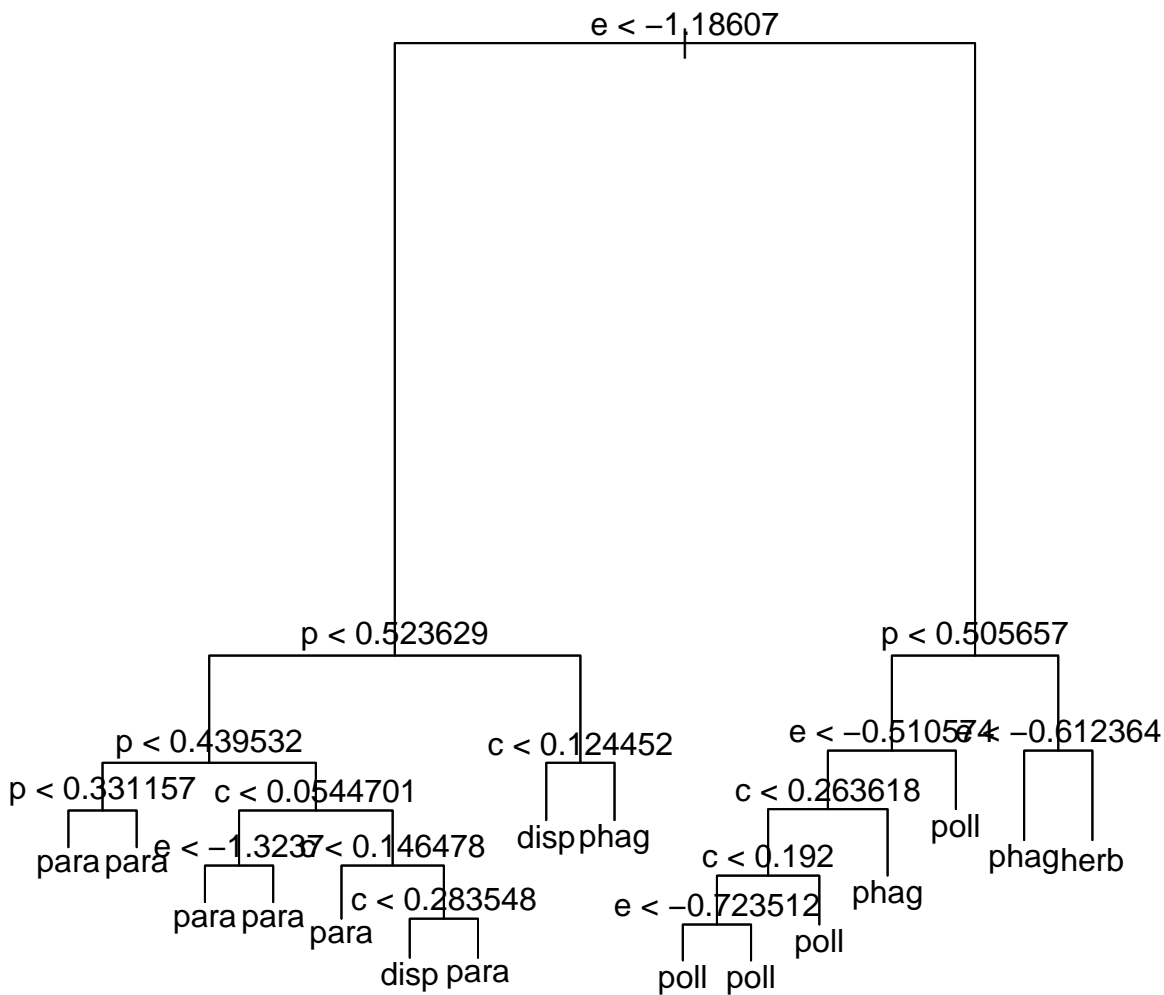 e < −1.18607
p < 0.523629
p < 0.505657
p < 0.439532
c < 0.124452
e < −0.510574
e < −0.612364
p < 0.331157
c < 0.0544701
c < 0.263618
disp
phag
poll
para
para
e < −1.3237
c < 0.146478
c < 0.192
phag
herb
phag
para
para
para
c < 0.283548
e < −0.723512
poll
disp
para
poll
poll